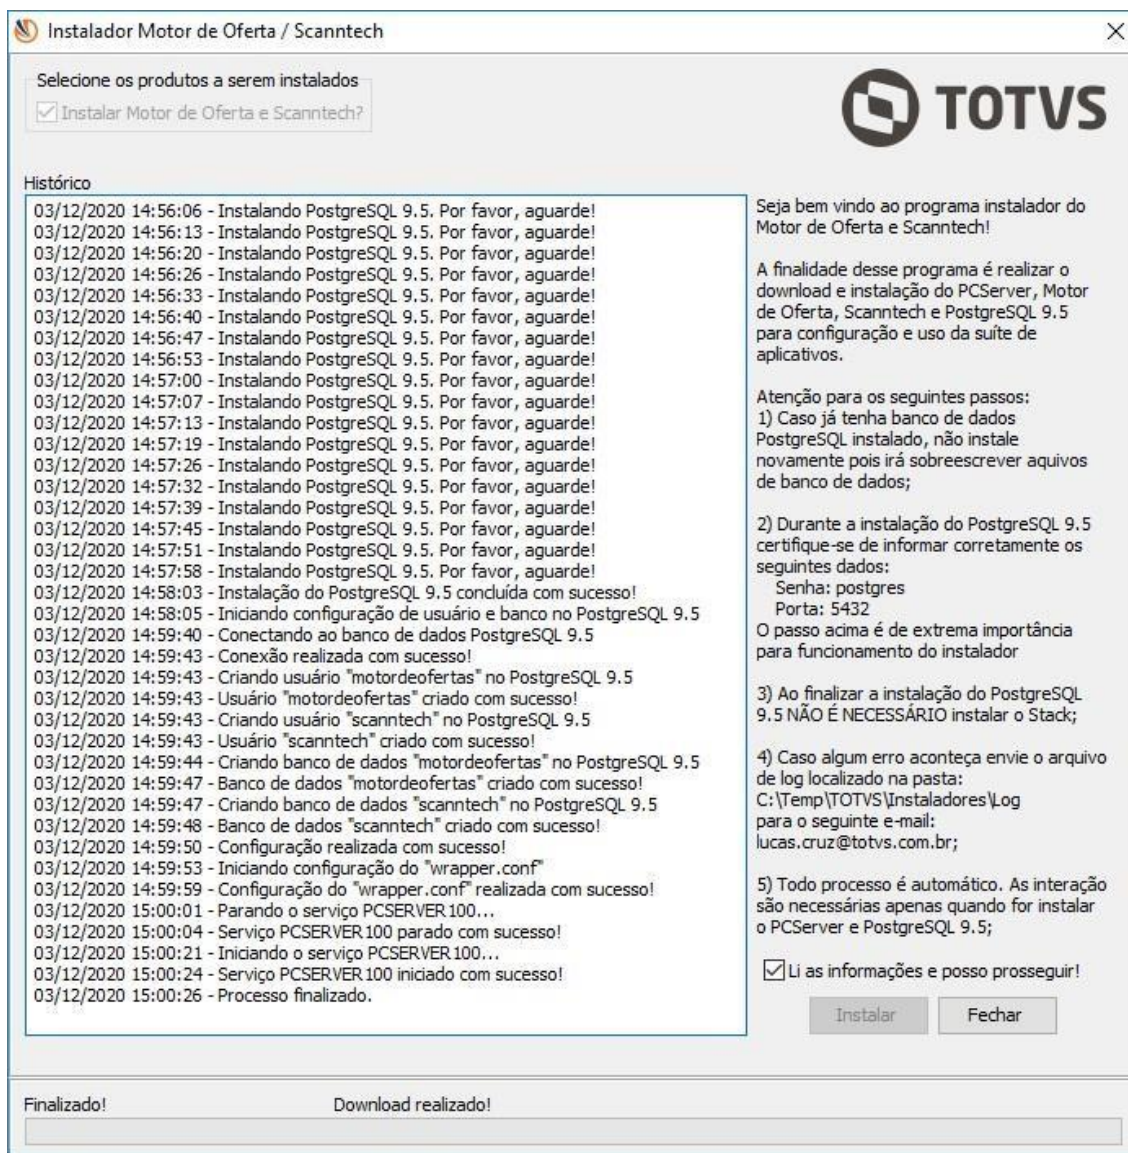 Instalador Motor de Oferta / Scanntech
Selecione os produtos a serem instalados
Instalar Motor de Oferta e Scanntech?
TOTVS
Histórico
03/12/2020 14:56:06 - Instalando PostgreSQL 9.5. Por favor, aguarde!
03/12/2020 14:56:13 - Instalando PostgreSQL 9.5. Por favor, aguarde!
03/12/2020 14:56:20 - Instalando PostgreSQL 9.5. Por favor, aguarde!
03/12/2020 14:56:26 - Instalando PostgreSQL 9.5. Por favor, aguarde!
03/12/2020 14:56:33 - Instalando PostgreSQL 9.5. Por favor, aguarde!
03/12/2020 14:56:40 - Instalando PostgreSQL 9.5. Por favor, aguarde!
03/12/2020 14:56:47 - Instalando PostgreSQL 9.5. Por favor, aguarde!
03/12/2020 14:56:53 - Instalando PostgreSQL 9.5. Por favor, aguarde!
03/12/2020 14:57:00 - Instalando PostgreSQL 9.5. Por favor, aguarde!
03/12/2020 14:57:07 - Instalando PostgreSQL 9.5. Por favor, aguarde!
03/12/2020 14:57:13 - Instalando PostgreSQL 9.5. Por favor, aguarde!
03/12/2020 14:57:19 - Instalando PostgreSQL 9.5. Por favor, aguarde!
03/12/2020 14:57:26 - Instalando PostgreSQL 9.5. Por favor, aguarde!
03/12/2020 14:57:32 - Instalando PostgreSQL 9.5. Por favor, aguarde!
03/12/2020 14:57:39 - Instalando PostgreSQL 9.5. Por favor, aguarde!
03/12/2020 14:57:45 - Instalando PostgreSQL 9.5. Por favor, aguarde!
03/12/2020 14:57:51 - Instalando PostgreSQL 9.5. Por favor, aguarde!
03/12/2020 14:57:58 - Instalando PostgreSQL 9.5. Por favor, aguarde!
03/12/2020 14:58:03 - Instalação do PostgreSQL 9.5 concluída com sucesso!
03/12/2020 14:58:05 - Iniciando configuração de usuário e banco no PostgreSQL 9.5
03/12/2020 14:59:40 - Conectando ao banco de dados PostgreSQL 9.5
03/12/2020 14:59:43 - Conexão realizada com sucesso!
03/12/2020 14:59:43 - Criando usuário "motordeofertas" no PostgreSQL 9.5
03/12/2020 14:59:43 - Usuário "motordeofertas" criado com sucesso!
03/12/2020 14:59:43 - Criando usuário "scanntech" no PostgreSQL 9.5
03/12/2020 14:59:43 - Usuário "scanntech" criado com sucesso!
03/12/2020 14:59:44 - Criando banco de dados "motordeofertas" no PostgreSQL 9.5
03/12/2020 14:59:47 - Banco de dados "motordeofertas" criado com sucesso!
03/12/2020 14:59:47 - Criando banco de dados "scanntech" no PostgreSQL 9.5
03/12/2020 14:59:48 - Banco de dados "scanntech" criado com sucesso!
03/12/2020 14:59:50 - Configuração realizada com sucesso!
03/12/2020 14:59:53 - Iniciando configuração do "wrapper.conf"
03/12/2020 14:59:59 - Configuração do "wrapper.conf" realizada com sucesso!
03/12/2020 15:00:01 - Parando o serviço PCSERVER100...
03/12/2020 15:00:04 - Serviço PCSERVER100 parado com sucesso!
03/12/2020 15:00:21 - Iniciando o serviço PCSERVER100...
03/12/2020 15:00:24 - Serviço PCSERVER100 iniciado com sucesso!
03/12/2020 15:00:26 - Processo finalizado.
Seja bem vindo ao programa instalador do
Motor de Oferta e Scanntech!
A finalidade desse programa é realizar o
download e instalação do PCServer, Motor
de Oferta, Scanntech e PostgreSQL 9.5
para configuração e uso da suíte de
aplicativos.
Atenção para os seguintes passos:
1) Caso já tenha banco de dados
PostgreSQL instalado, não instale
novamente pois irá sobreescrever aquivos
de banco de dados;
2) Durante a instalação do PostgreSQL 9.5
certifique-se de informar corretamente os
seguintes dados:
Senha: postgres
Porta: 5432
O passo acima é de extrema importância
para funcionamento do instalador
3) Ao finalizar a instalação do PostgreSQL
9.5 NÃO É NECESSÁRIO instalar o Stack;
4) Caso algum erro aconteça envie o arquivo
de log localizado na pasta:
C:\Temp\TOTVS\Instaladores\Log
para o seguinte e-mail:
lucas.cruz@totvs.com.br;
5) Todo processo é automático. As interação
são necessárias apenas quando for instalar
o PCServer e PostgreSQL 9.5;
Li as informações e posso prosseguir!
Instalar
Fechar
Finalizado!
Download realizado!